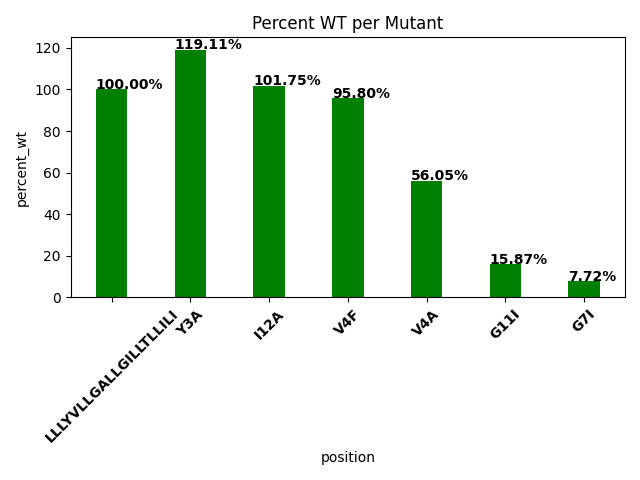 Percent WT per Mutant
percent_wt
120
100
80
60
40
20
0
100.00%
119.11%
101.75%
95.80%
56.05%
15.87%
7.72%
LLLYVLLGALLGILLTLLILI
Y3A
I12A
V4F
V4A
G11I
G7I
position